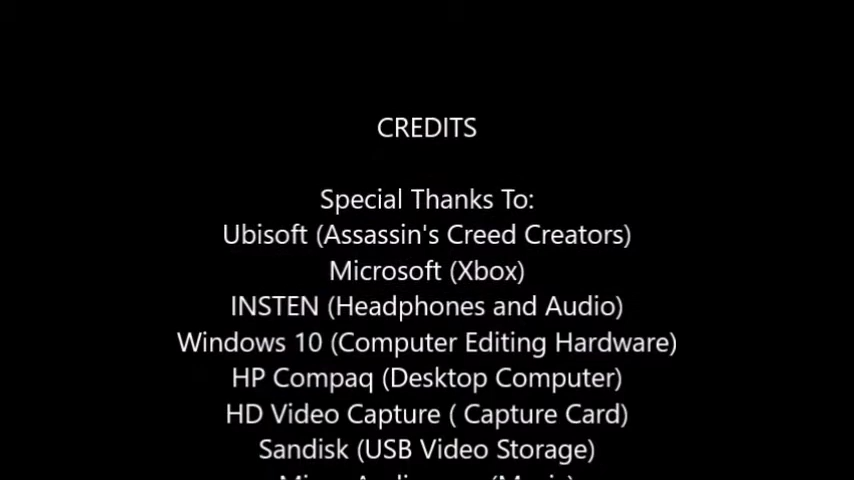 CREDITS
Special Thanks To:
Ubisoft (Assassin's Creed Creators)
Microsoft (Xbox)
INSTEN (Headphones and Audio)
Windows 10 (Computer Editing Hardware)
HP Compaq (Desktop Computer)
HD Video Capture ( Capture Card)
Sandisk (USB Video Storage)